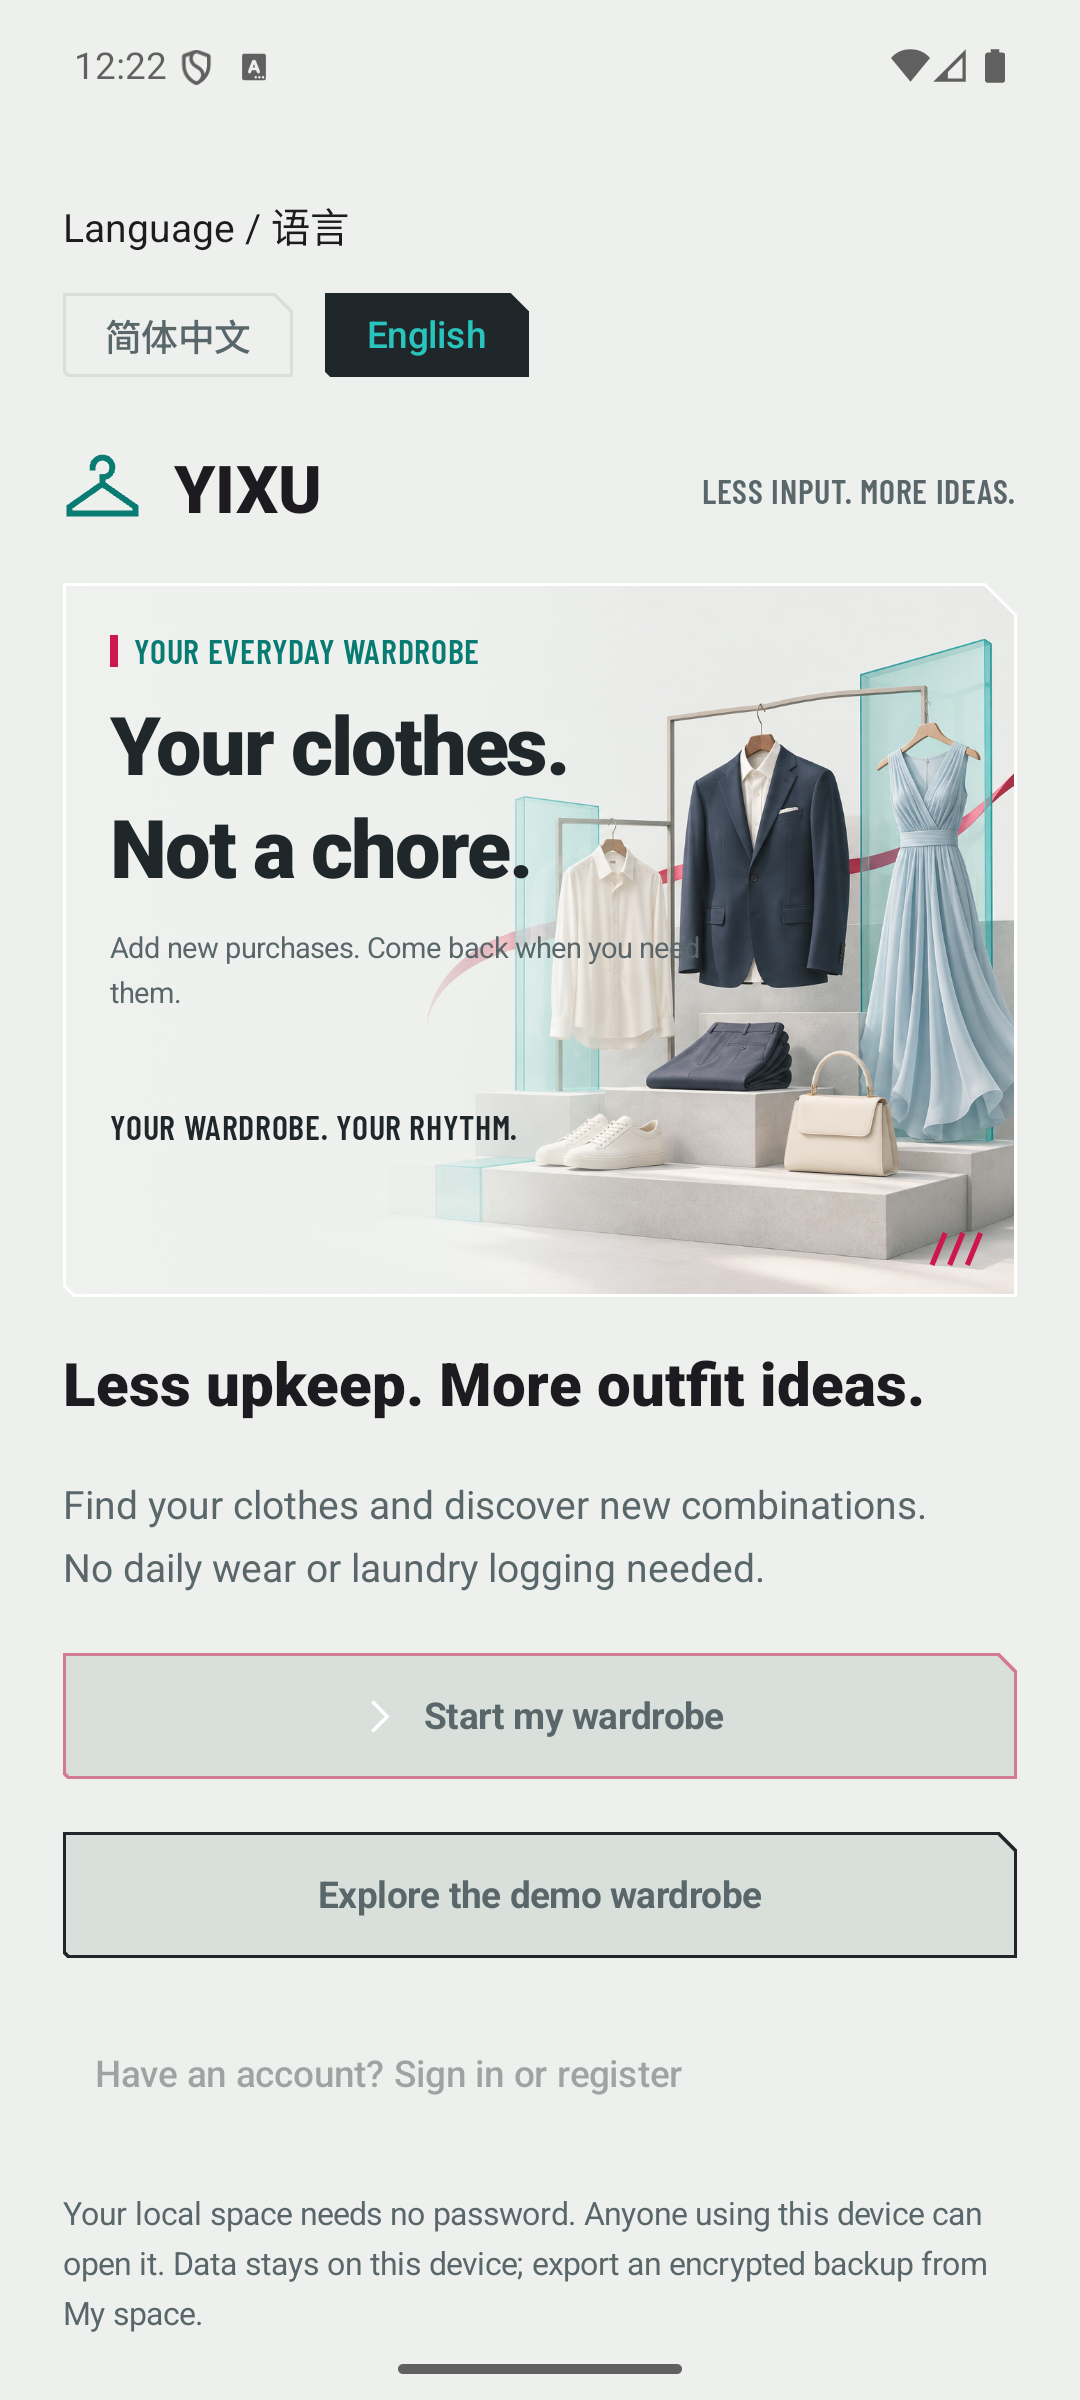 12:22
Language / 语言
简体中文
English
YIXU
LESS INPUT. MORE IDEAS.
YOUR EVERYDAY WARDROBE
Your clothes.
Not a chore.
Add new purchases. Come back when you need
them.
YOUR WARDROBE. YOUR RHYTHM.
Less upkeep. More outfit ideas.
Find your clothes and discover new combinations.
No daily wear or laundry logging needed.
Start my wardrobe
Explore the demo wardrobe
Have an account? Sign in or register
Your local space needs no password. Anyone using this device can
open it. Data stays on this device; export an encrypted backup from
My space.